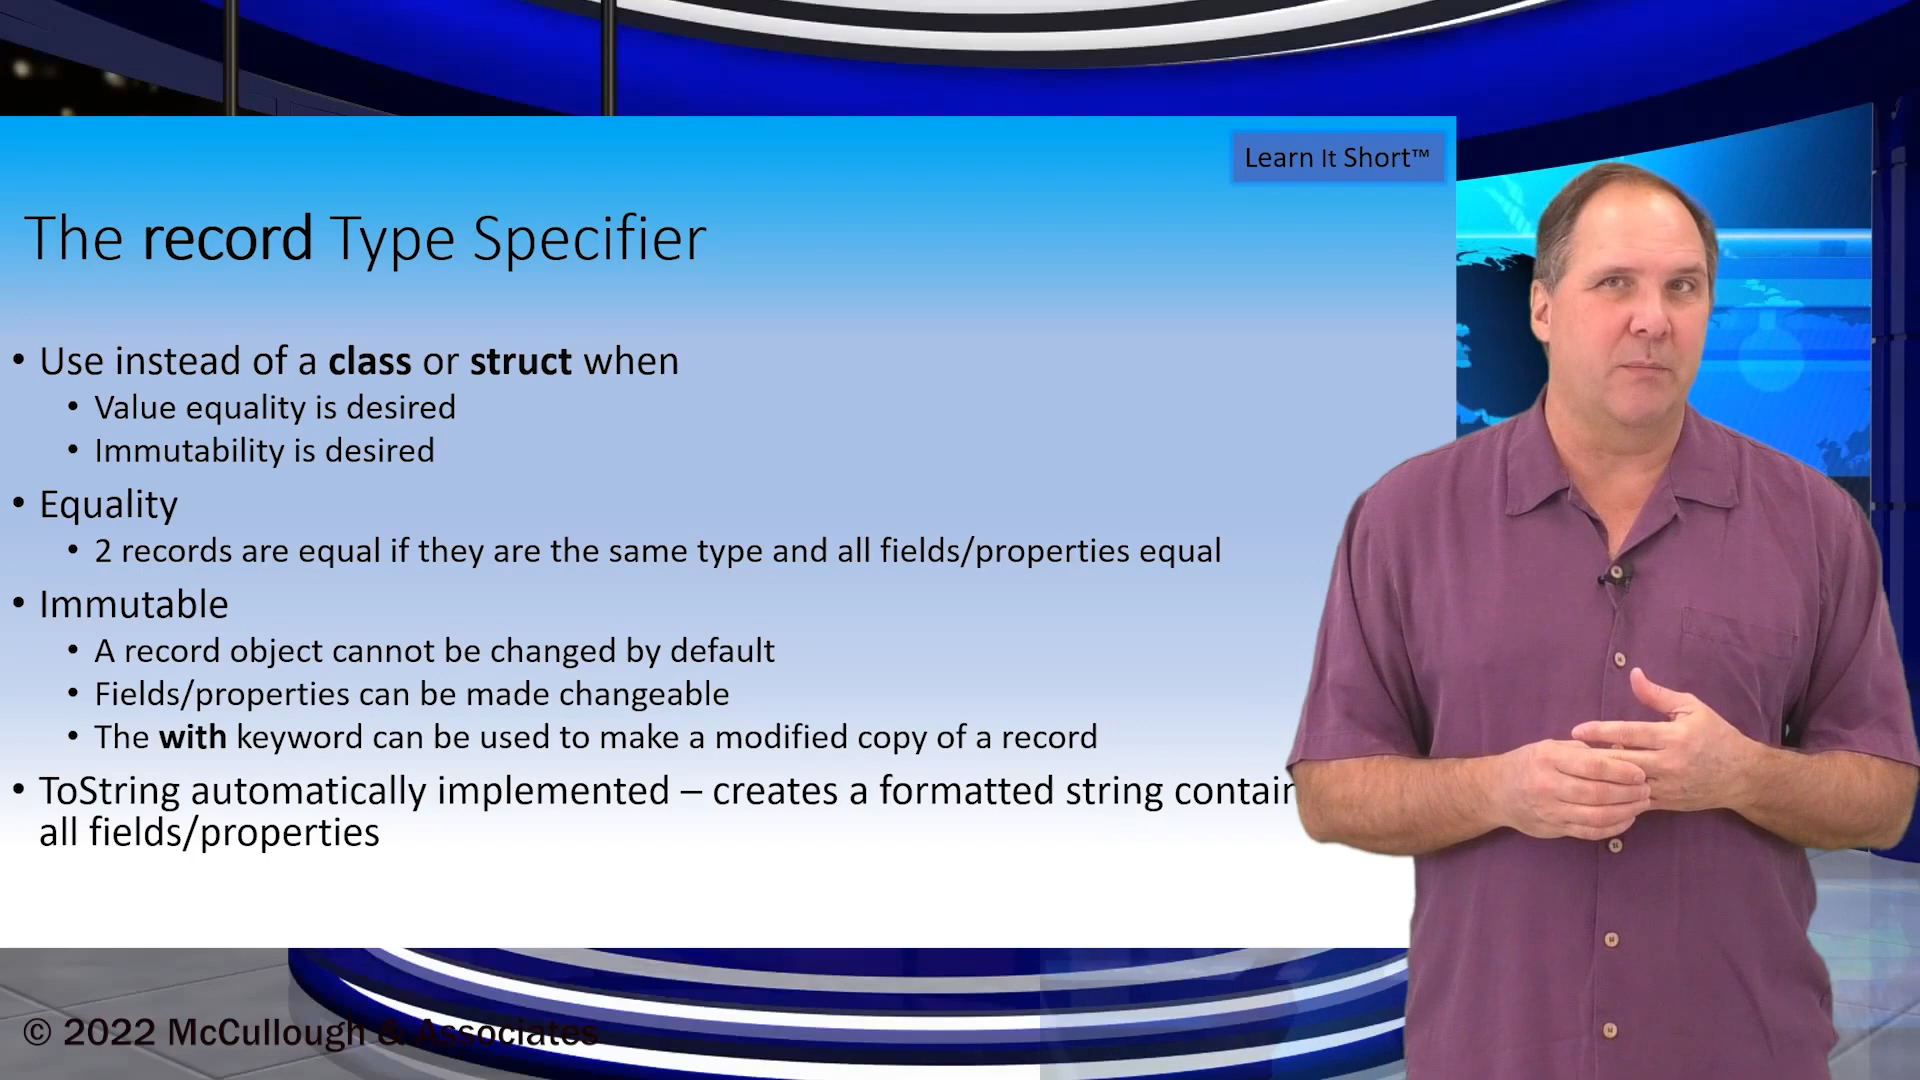 Learn It Short™
The record Type Specifier
• Use instead of a class or struct when
• Value equality is desired
• Immutability is desired
• Equality
• 2 records are equal if they are the same type and all fields/properties equal
• Immutable
• A record object cannot be changed by default
• Fields/properties can be made changeable
• The with keyword can be used to make a modified copy of a record
• ToString automatically implemented – creates a formatted string
all fields/properties
© 2022 McCullough & Associates